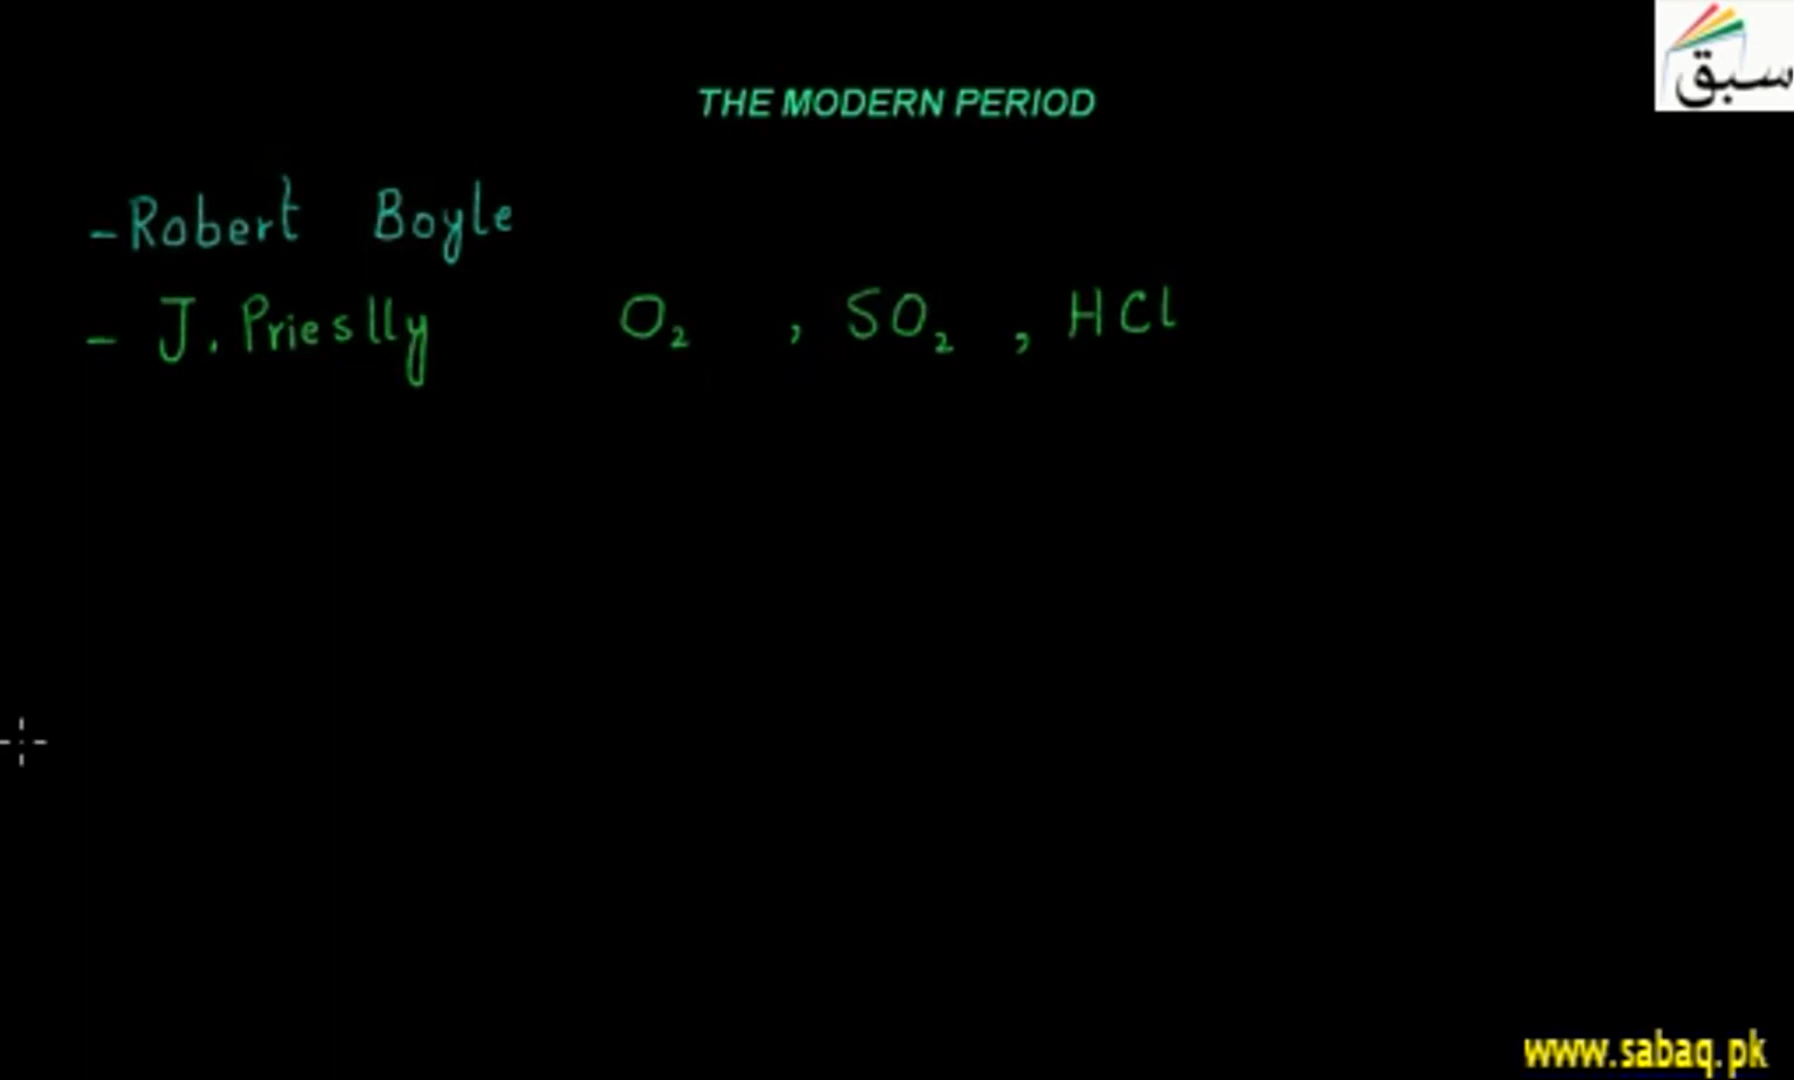 سبق
THE MODERN PERIOD
- Robert Boyle
- J. Prieslly O₂ , SO₂ , HCl
www.sabaq.pk